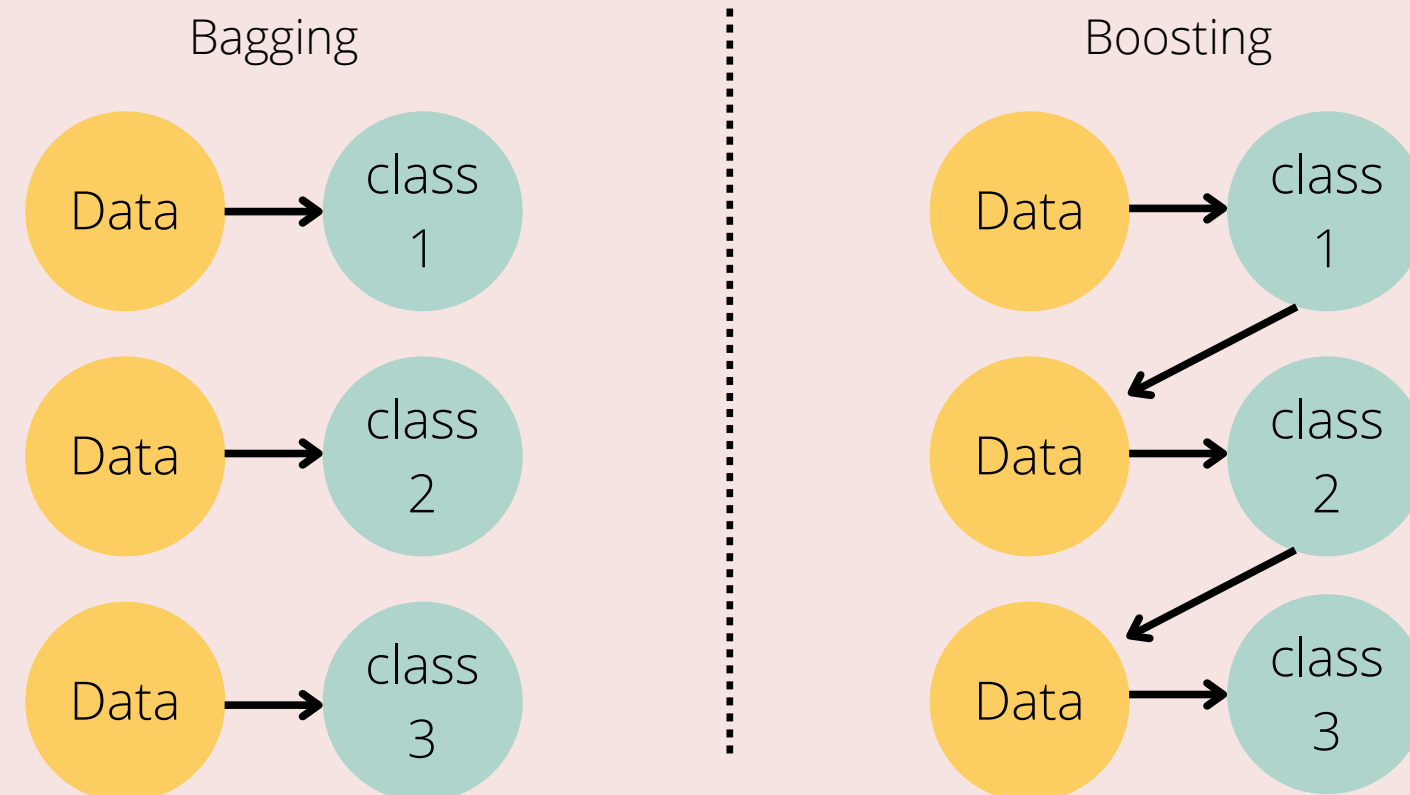 Bagging
Data
class
1
Data
class
2
Data
class
3
Boosting
Data
class
1
Data
class
2
Data
class
3